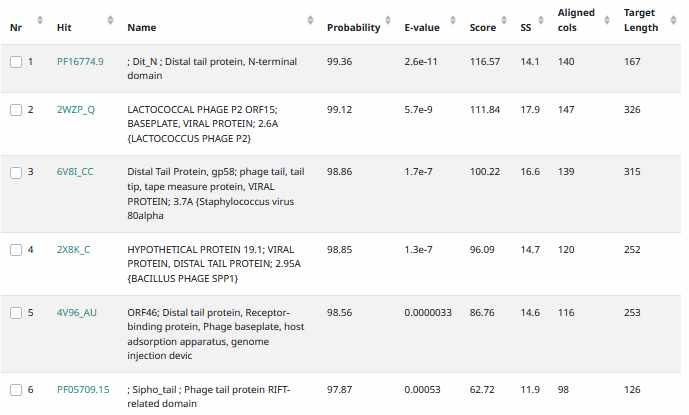 Nr Hit Name Probability E-value Score SS Aligned cols Target Length
1 PF16774.9 ; Dit_N ; Distal tail protein, N-terminal 99.36 2.6e-11 116.57 14.1 140 167
domain
2 2WZP_Q LACTOCOCCAL PHAGE P2 ORF15; 99.12 5.7e-9 111.84 17.9 147 326
BASEPLATE, VIRAL PROTEIN; 2.6A
{LACTOCOCCUS PHAGE P2}
3 6V8I_CC Distal Tail Protein, gp58; phage tail, tail 98.86 1.7e-7 100.22 16.6 139 315
tip, tape measure protein, VIRAL
PROTEIN; 3.7A {Staphylococcus virus
80alpha
4 2X8K_C HYPOTHETICAL PROTEIN 19.1; VIRAL 98.85 1.3e-7 96.09 14.7 120 252
PROTEIN, DISTAL TAIL PROTEIN; 2.95A
{BACILLUS PHAGE SPP1}
5 4V96_AU ORF46; Distal tail protein, Receptor- 98.56 0.0000033 86.76 14.6 116 253
binding protein, Phage baseplate, host
adsorption apparatus, genome
injection devic
6 PF05709.15 ; Sipho_tail ; Phage tail protein RIFT- 97.87 0.00053 62.72 11.9 98 126
related domain